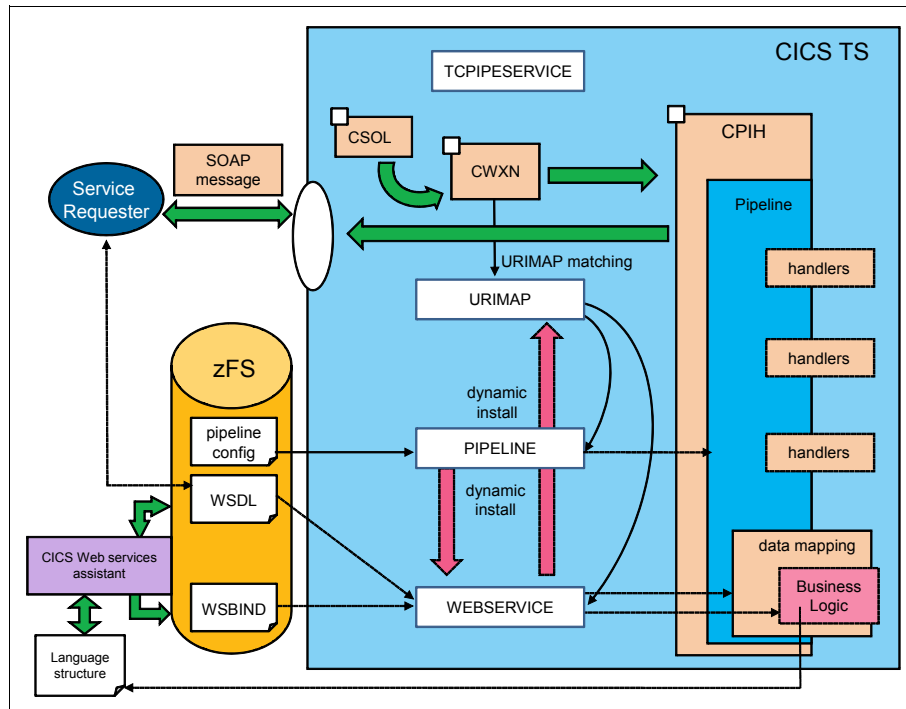 CICS TS
TCPIPESERVICE
CSOL
CPIH
SOAP
message
CWXN
Service
Requester
Pipeline
URIMAP matching
handlers
URIMAP
zFS
handlers
dynamic
install
pipeline
config
PIPELINE
handlers
WSDL
dynamic
install
CICS Web services
assistant
data mapping
WSBIND
WEBSERVICE
Business
Logic
Language
structure